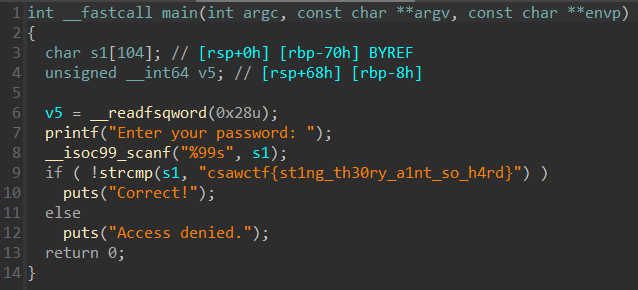 1 int __fastcall main(int argc, const char **argv, const char **envp)
2 {
3   char s1[104]; // [rsp+0h] [rbp-70h] BYREF
4   unsigned __int64 v5; // [rsp+68h] [rbp-8h]
5
6   v5 = __readfsqword(0x28u);
7   printf("Enter your password: ");
8   __isoc99_scanf("%99s", s1);
9   if ( !strcmp(s1, "csawctf{st1ng_th30ry_a1nt_so_h4rd}") )
10     puts("Correct!");
11   else
12     puts("Access denied.");
13   return 0;
14 }